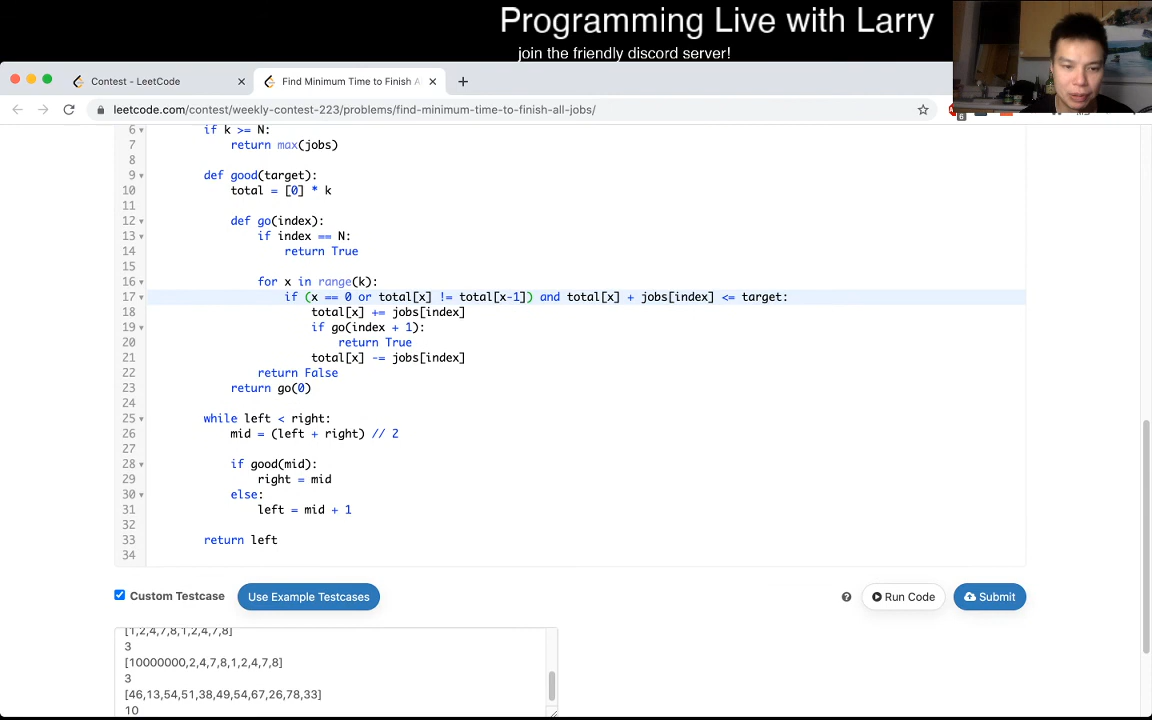 Programming Live with Larry
join the friendly discord server!
Contest - LeetCode
Find Minimum Time to Finish A
leetcode.com/contest/weekly-contest-223/problems/find-minimum-time-to-finish-all-jobs/
6
6 if k >= N:
7 return max(jobs)
8
9 def good(target):
10 total = [0] * k
11
12 def go(index):
13 if index == N:
14 return True
15
16 for x in range(k):
17 if (x == 0 or total[x] != total[x-1]) and total[x] + jobs[index] <= target:
18 total[x] += jobs[index]
19 if go(index + 1):
20 return True
21 total[x] -= jobs[index]
22 return False
23 return go(0)
24
25 while left < right:
26 mid = (left + right) // 2
27
28 if good(mid):
29 right = mid
30 else:
31 left = mid + 1
32
33 return left
34
Custom Testcase Use Example Testcases ? Run Code Submit
[1,2,4,7,8,1,2,4,7,8]
3
[10000000,2,4,7,8,1,2,4,7,8]
3
[46,13,54,51,38,49,54,67,26,78,33]
10